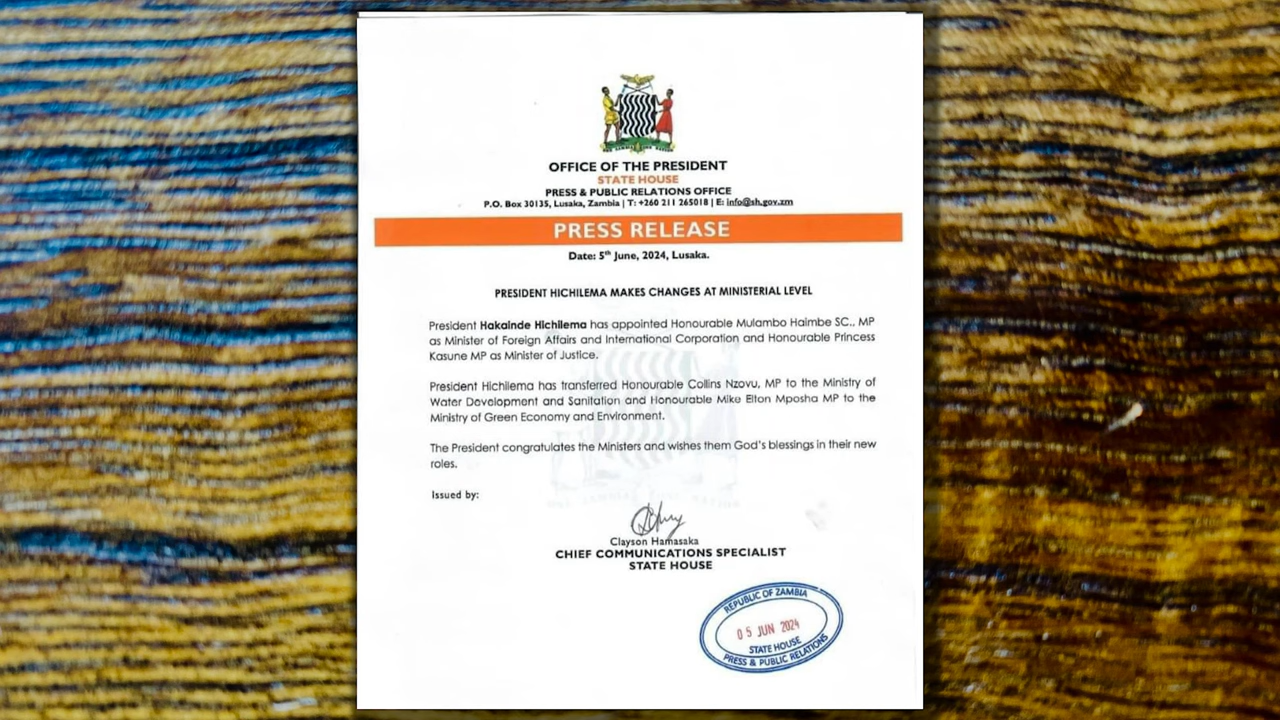 OFFICE OF THE PRESIDENT
STATE HOUSE
PRESS & PUBLIC RELATIONS OFFICE
P.O. Box 30135, Lusaka, Zambia | T: +260 211 265018 | E: info@sh.gov.zm
PRESS RELEASE
Date: 5th June, 2024, Lusaka.
PRESIDENT HICHILEMA MAKES CHANGES AT MINISTERIAL LEVEL
President Hakainde Hichilema has appointed Honourable Mulambo Haimbe SC., MP
as Minister of Foreign Affairs and International Corporation and Honourable Princess
Kasune MP as Minister of Justice.
President Hichilema has transferred Honourable Collins Nzovu, MP to the Ministry of
Water Development and Sanitation and Honourable Mike Elton Mposha MP to the
Ministry of Green Economy and Environment.
The President congratulates the Ministers and wishes them God's blessings in their new
roles.
Issued by:
Clayson Hamasaka
CHIEF COMMUNICATIONS SPECIALIST
STATE HOUSE
REPUBLIC OF ZAMBIA
05 JUN 2024
STATE HOUSE
PRESS & PUBLIC RELATIONS